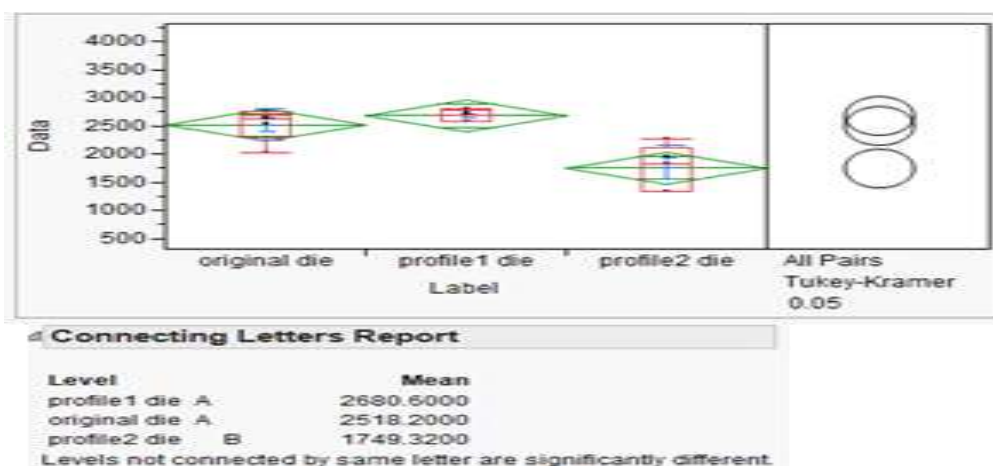 4000
3500
3000
2500
2000
1500
1000
500
Data
original die profile1 die profile2 die
Label
All Pairs
Tukey-Kramer
0.05
Connecting Letters Report
Level Mean
profile1 die A 2680.6000
original die A 2518.2000
profile2 die B 1749.3200
Levels not connected by same letter are significantly different.